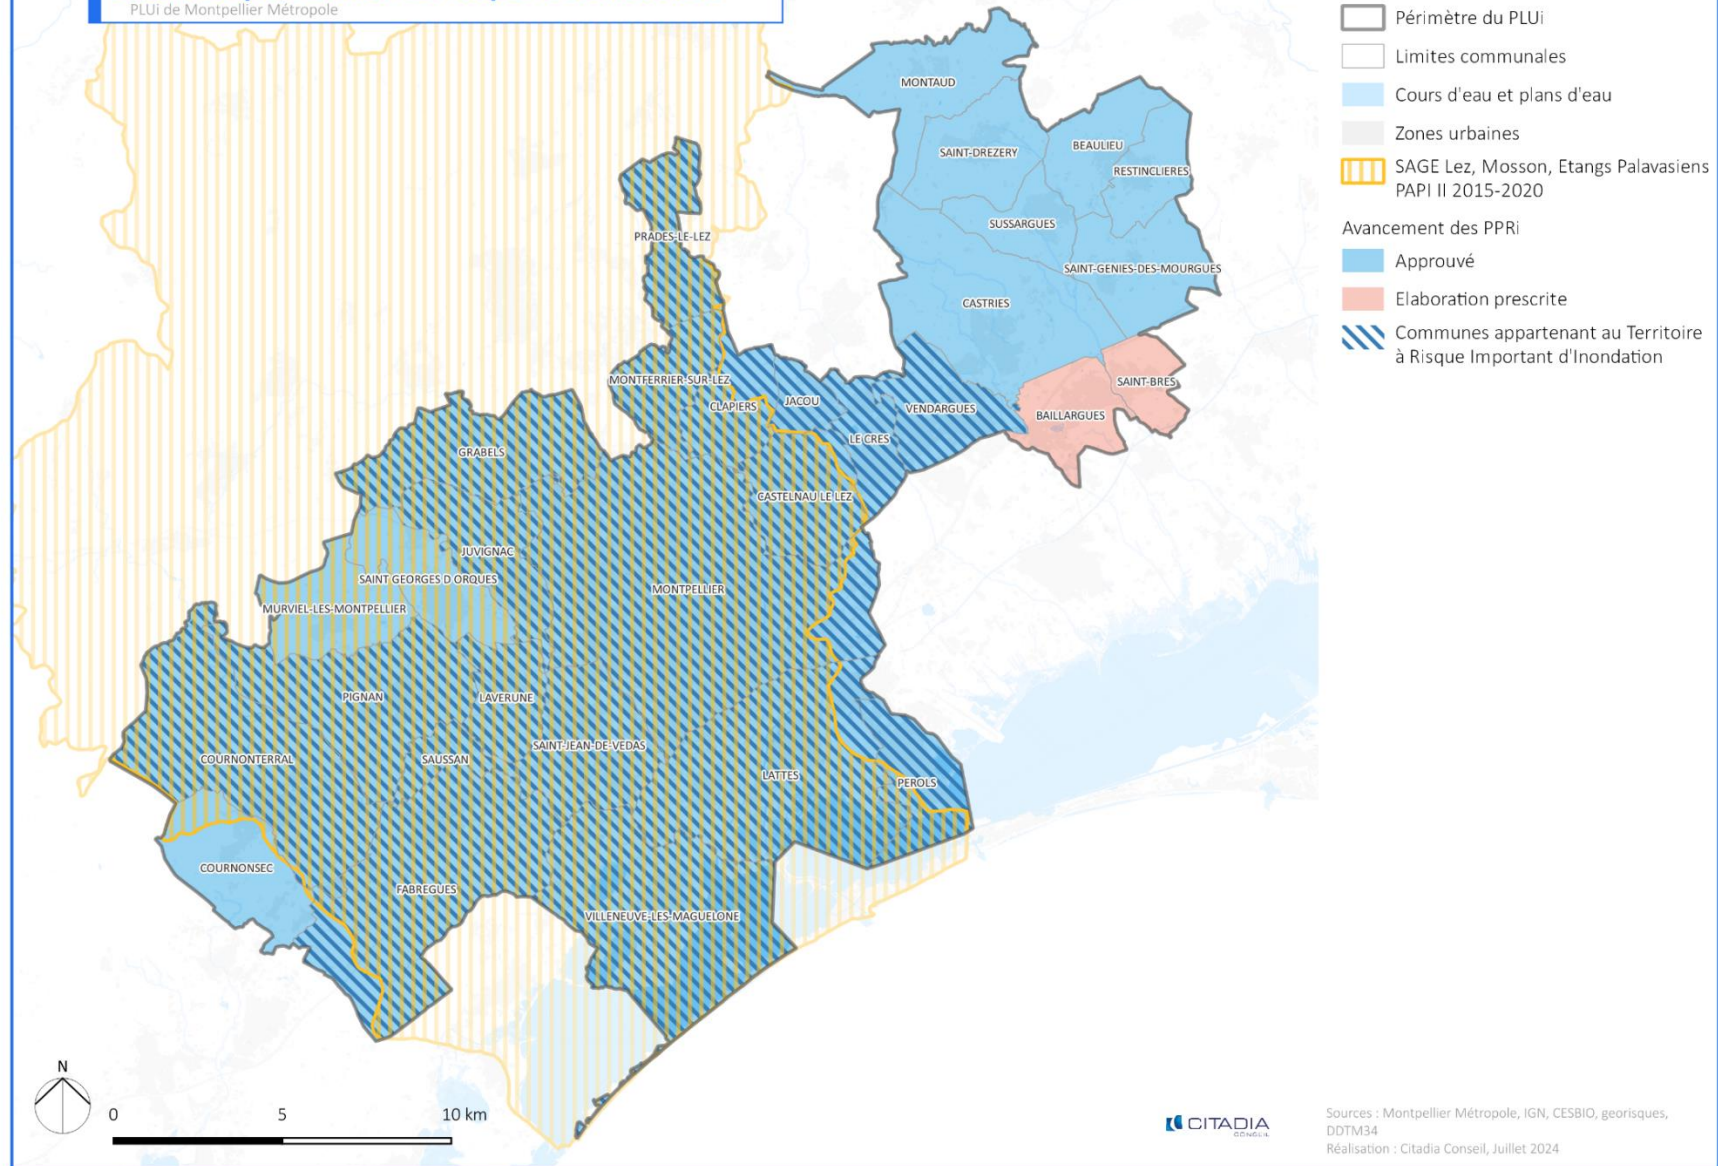 PLUi de Montpellier Métropole
Périmètre du PLUi
Limites communales
Cours d'eau et plans d'eau
Zones urbaines
SAGE Lez, Mosson, Etangs Palavasiens
PAPI II 2015-2020
Avancement des PPRi
Approuvé
Elaboration prescrite
Communes appartenant au Territoire
à Risque Important d'Inondation
MONTAUD
SAINT-DREZERY
BEAULIEU
RESTINCLIERES
SUSSARGUES
PRADES-LE-LEZ
SAINT-GENIES-DES-MOURGUES
CASTRIES
MONTFERRIER-SUR-LEZ
SAINT-BRES
CLAPIERS
JACOU
VENDARGUES
BAILLARGUES
LE CRES
GRABELS
CASTELNAU LE LEZ
JUVIGNAC
SAINT GEORGES D ORQUES
MONTPELLIER
MURVIEL-LES-MONTPELLIER
PIGNAN
LAVERUNE
SAINT-JEAN-DE-VEDAS
COURNONTERRAL
SAUSSAN
LATTES
PEROLS
COURNONSEC
FABREGUES
VILLENEUVE-LES-MAGUELONE
N
0 5 10 km
CITADIA
CONSEIL
Sources : Montpellier Métropole, IGN, CESBIO, georisques,
DDTM34
Réalisation : Citadia Conseil, Juillet 2024